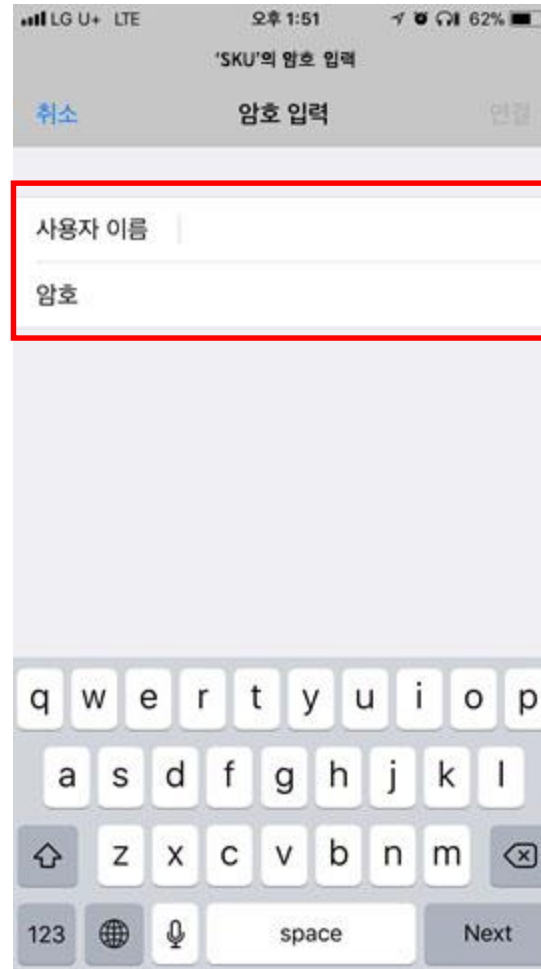 LG U+ LTE 오후 1:51 62%
'SKU'의 암호 입력
취소 암호 입력 연결
사용자 이름
암호
q w e r t y u i o p
a s d f g h j k l
z x c v b n m
123 space Next